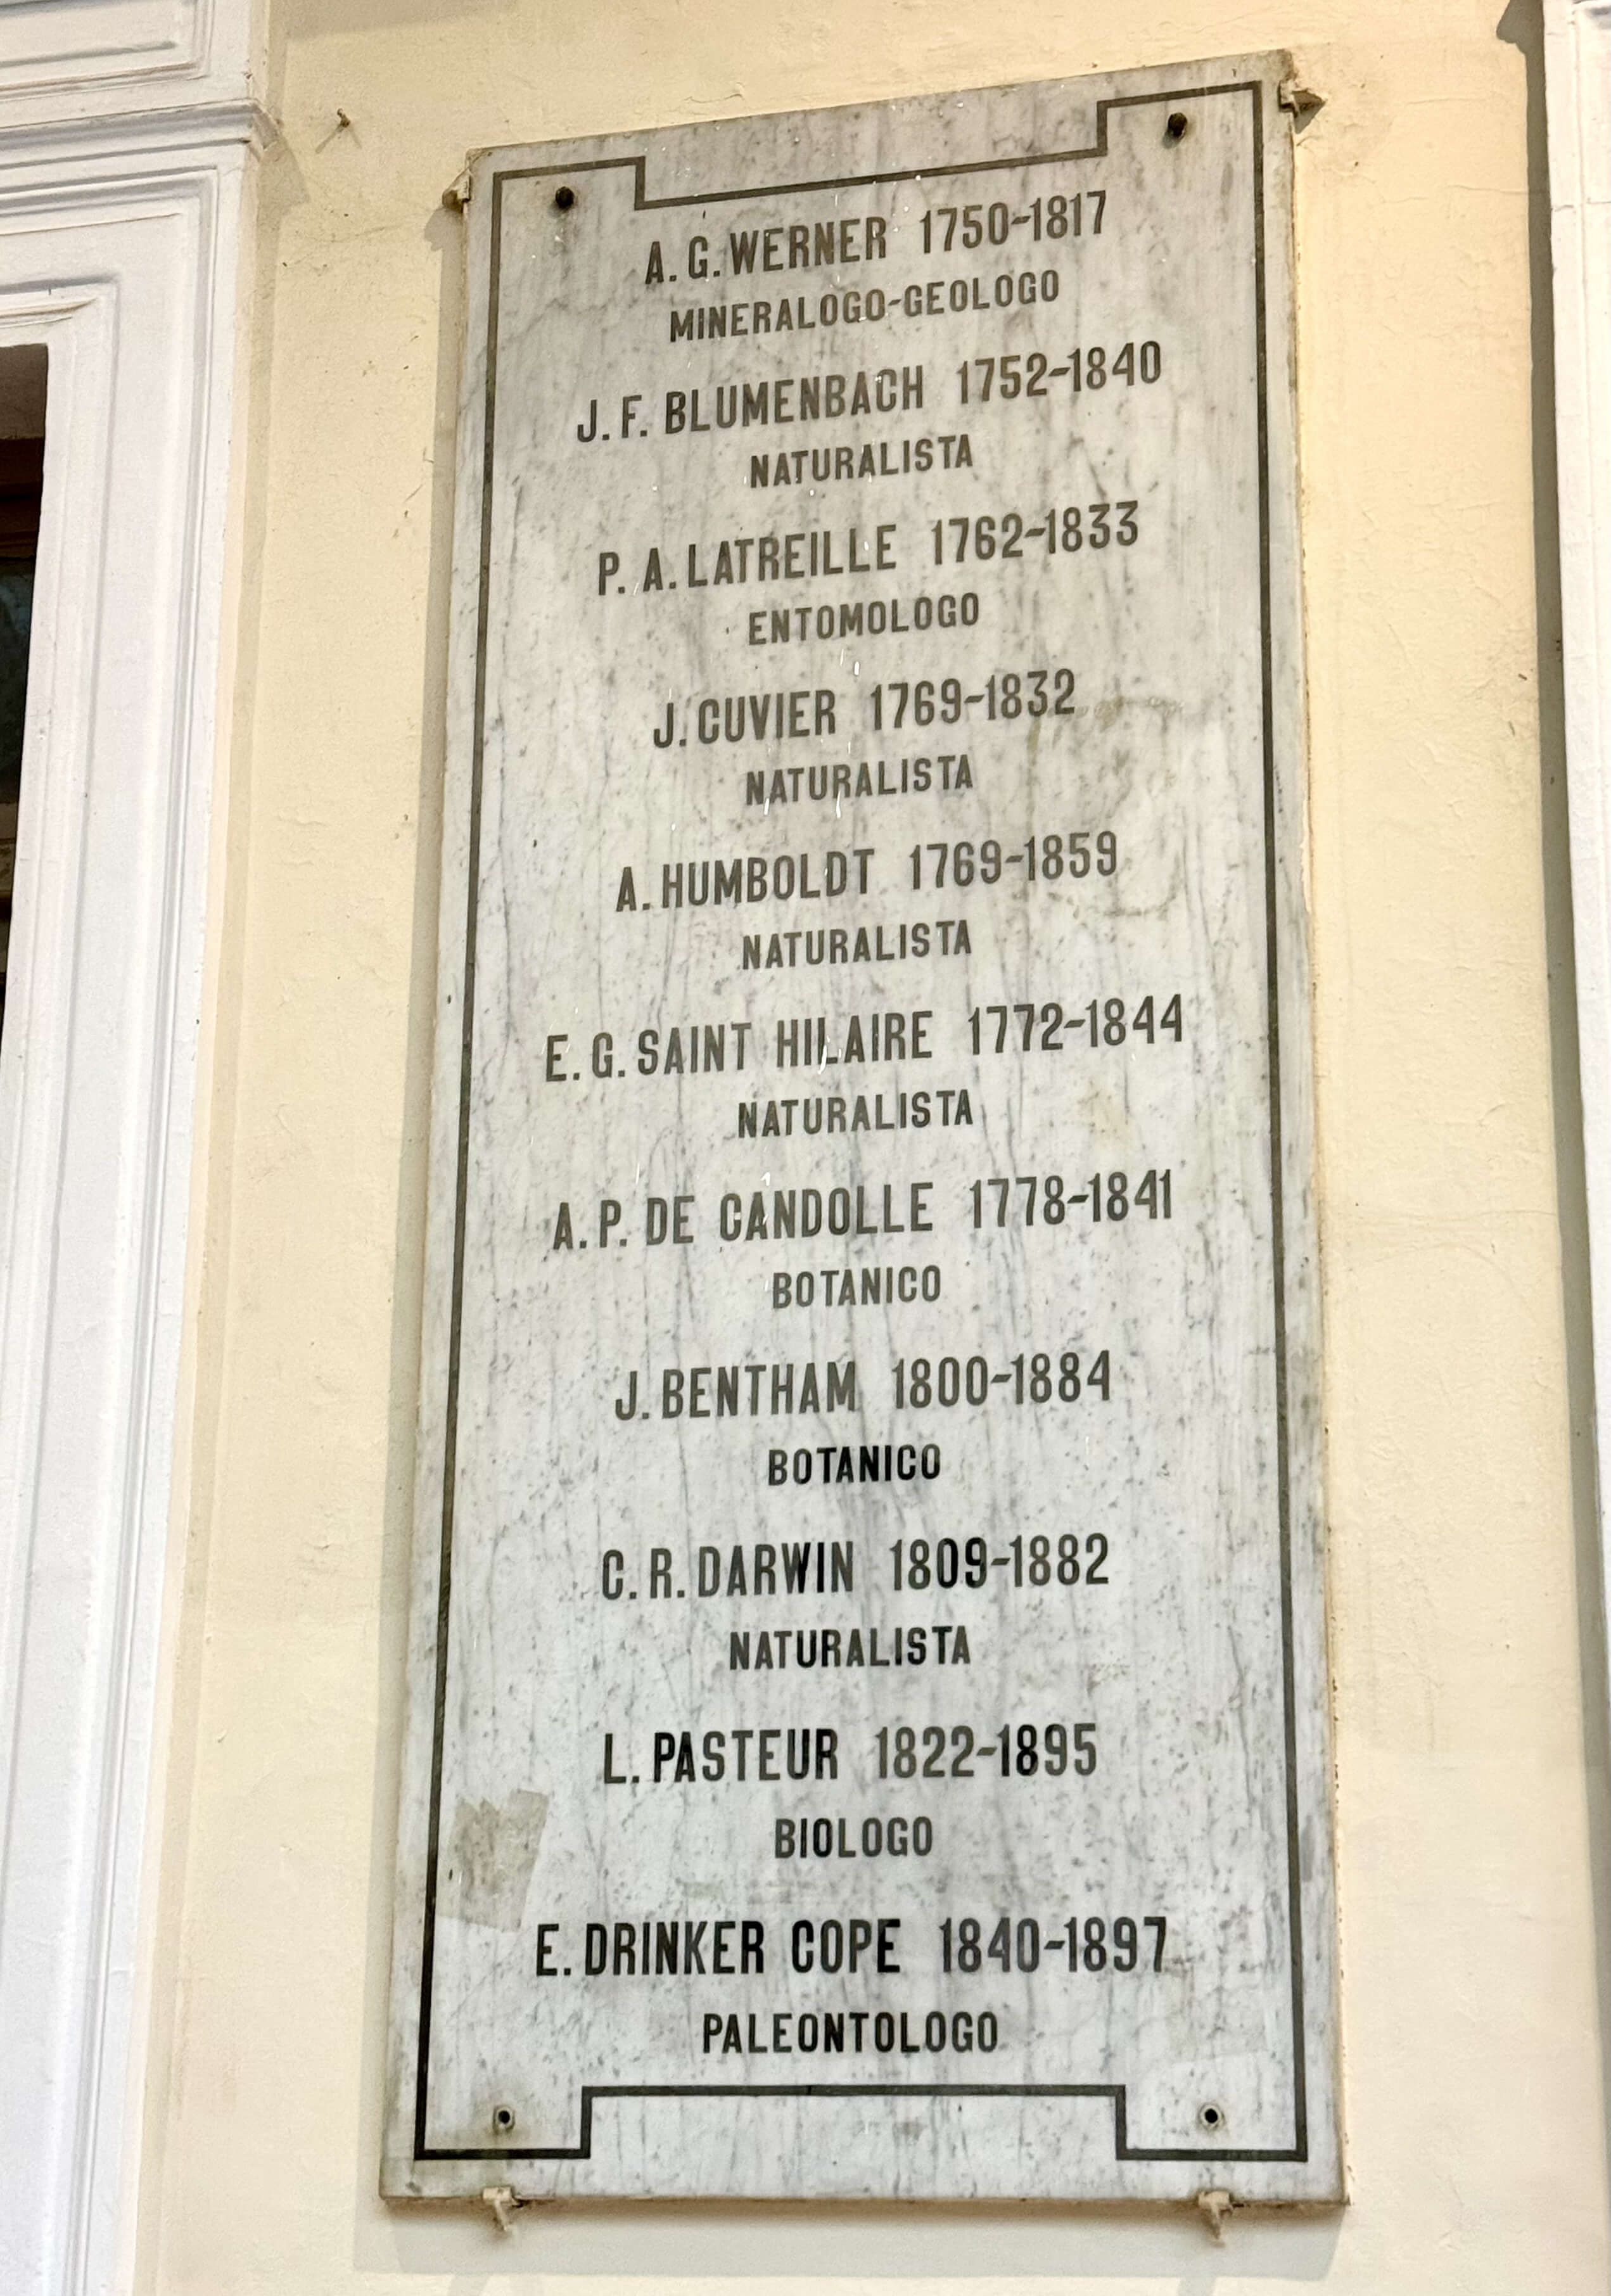 A. G. WERNER 1750-1817
MINERALOGO-GEOLOGO
J. F. BLUMENBACH 1752-1840
NATURALISTA
P. A. LATREILLE 1762-1833
ENTOMOLOGO
J. CUVIER 1769-1832
NATURALISTA
A. HUMBOLDT 1769-1859
NATURALISTA
E. G. SAINT HILAIRE 1772-1844
NATURALISTA
A. P. DE CANDOLLE 1778-1841
BOTANICO
J. BENTHAM 1800-1884
BOTANICO
C. R. DARWIN 1809-1882
NATURALISTA
L. PASTEUR 1822-1895
BIOLOGO
E. DRINKER COPE 1840-1897
PALEONTOLOGO